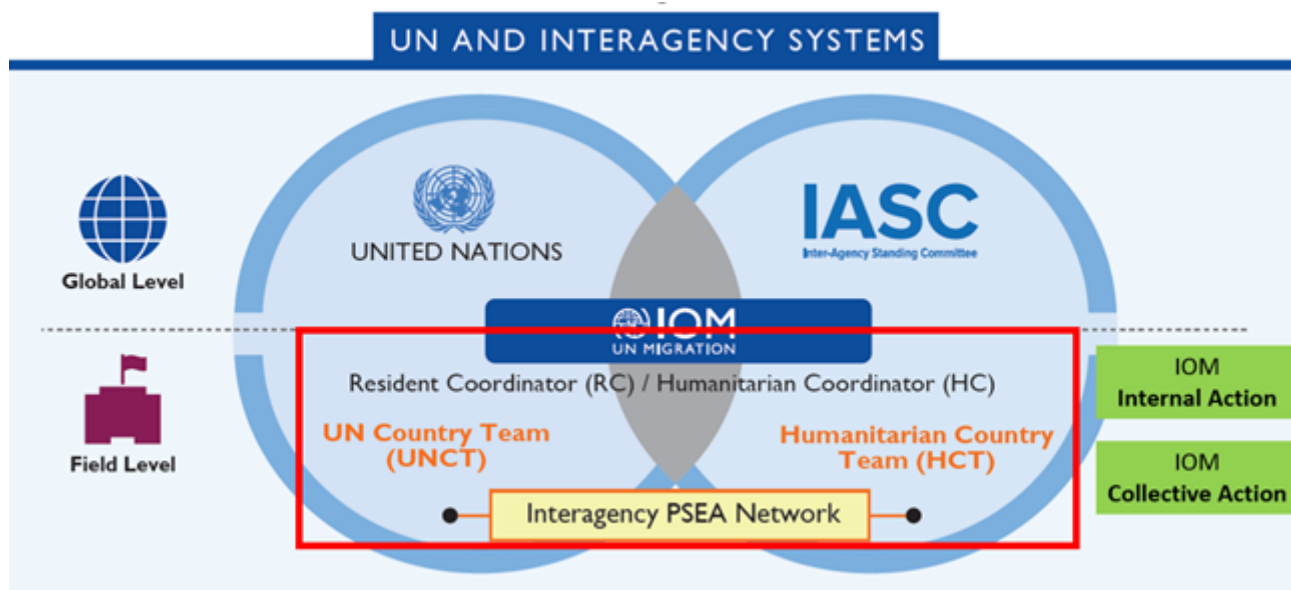 UN AND INTERAGENCY SYSTEMS
UNITED NATIONS
IASC
Inter-Agency Standing Committee
Global Level
IOM
UN MIGRATION
Resident Coordinator (RC) / Humanitarian Coordinator (HC)
UN Country Team
(UNCT)
Humanitarian Country
Team (HCT)
Field Level
Interagency PSEA Network
IOM
Internal Action
IOM
Collective Action